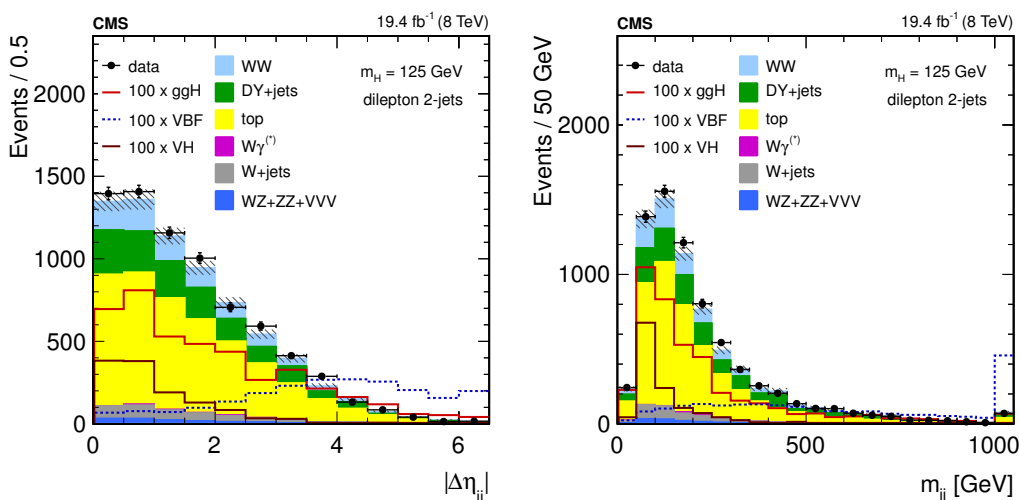 CMS
19.4 fb⁻¹ (8 TeV)
Events / 0.5
2000
1500
1000
500
0
data
100 x ggH
100 x VBF
100 x VH
WW
DY+jets
top
Wγ(*)
W+jets
WZ+ZZ+VVV
m_H = 125 GeV
dilepton 2-jets
0 2 4 6
|Δη_jj|
CMS
19.4 fb⁻¹ (8 TeV)
Events / 50 GeV
2000
1000
0
data
100 x ggH
100 x VBF
100 x VH
WW
DY+jets
top
Wγ(*)
W+jets
WZ+ZZ+VVV
m_H = 125 GeV
dilepton 2-jets
0 500 1000
m_jj [GeV]